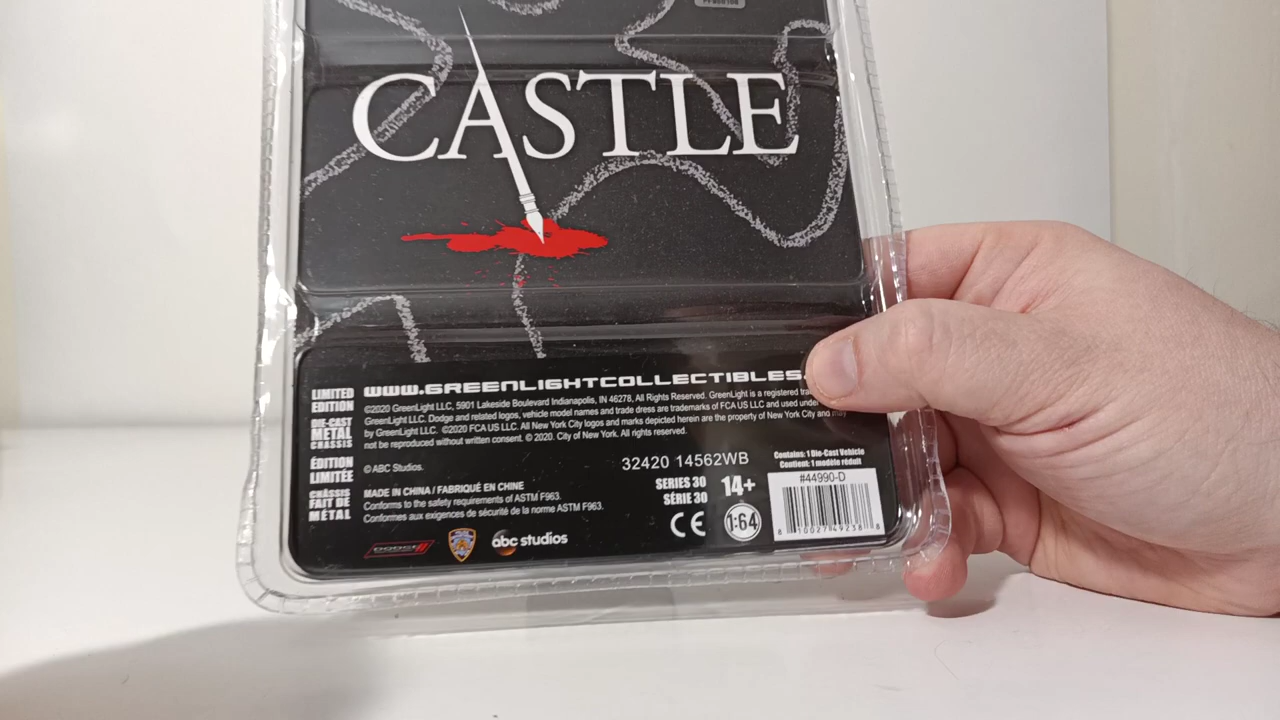 CASTLE
LIMITED
EDITION
DIE-CAST
METAL
CHASSIS
ÉDITION
LIMITÉE
CHÂSSIS
FAIT DE
MÉTAL
WWW.GREENLIGHTCOLLECTIBLES.
©2020 GreenLight LLC, 5901 Lakeside Boulevard Indianapolis, IN 46278, All Rights Reserved. GreenLight is a registered
GreenLight LLC. Dodge and related logos, vehicle model names and trade dress are trademarks of FCA US LLC and used under
by GreenLight LLC. ©2020 FCA US LLC. All New York City logos and marks depicted herein are the property of New York City and may
not be reproduced without written consent. © 2020. City of New York. All rights reserved.
© ABC Studios.
MADE IN CHINA / FABRIQUÉ EN CHINE
Conforms to the safety requirements of ASTM F963.
Conformes aux exigences de sécurité de la norme ASTM F963.
DODGE
abc studios
32420 14562WB
SERIES 30
SÉRIE 30
14+
CE
1:64
Contains: 1 Die-Cast Vehicle
Contient: 1 modèle réduit
#44990-D
8 10027 49238 8